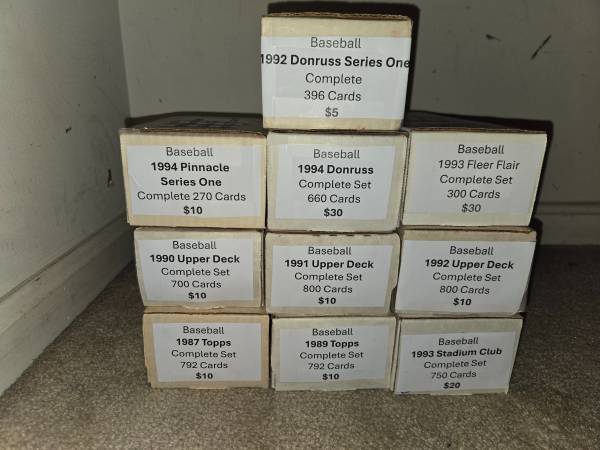 Baseball
1992 Donruss Series One
Complete
396 Cards
$5
Baseball
1994 Pinnacle
Series One
Complete 270 Cards
$10
Baseball
1994 Donruss
Complete Set
660 Cards
$30
Baseball
1993 Fleer Flair
Complete Set
300 Cards
$30
Baseball
1990 Upper Deck
Complete Set
700 Cards
$10
Baseball
1991 Upper Deck
Complete Set
800 Cards
$10
Baseball
1992 Upper Deck
Complete Set
800 Cards
$10
Baseball
1987 Topps
Complete Set
792 Cards
$10
Baseball
1989 Topps
Complete Set
792 Cards
$10
Baseball
1993 Stadium Club
Complete Set
750 Cards
$20